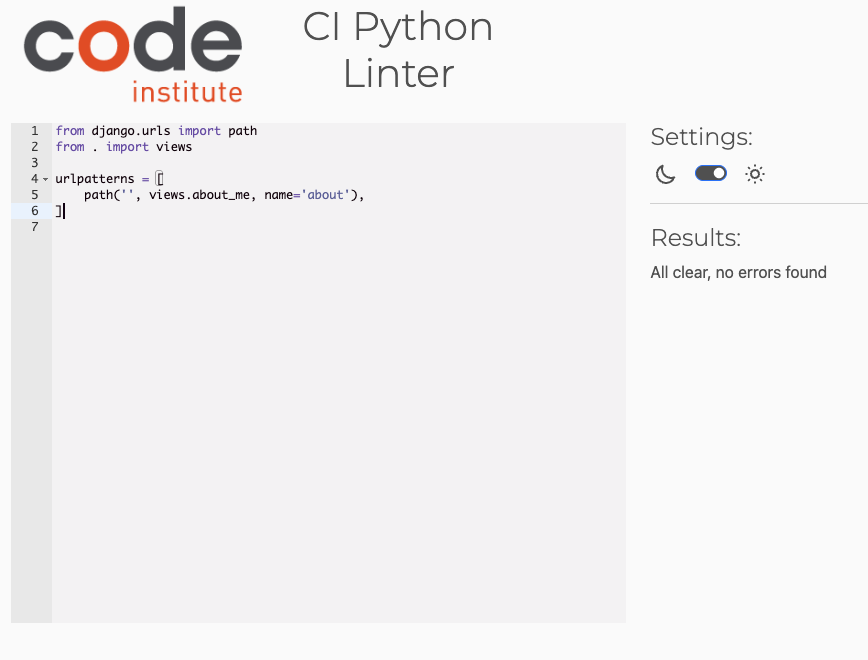 code
institute
CI Python
Linter
1 from django.urls import path
2 from . import views
3
4 urlpatterns = [
5     path('', views.about_me, name='about'),
6 ]
7
Settings:
Results:
All clear, no errors found